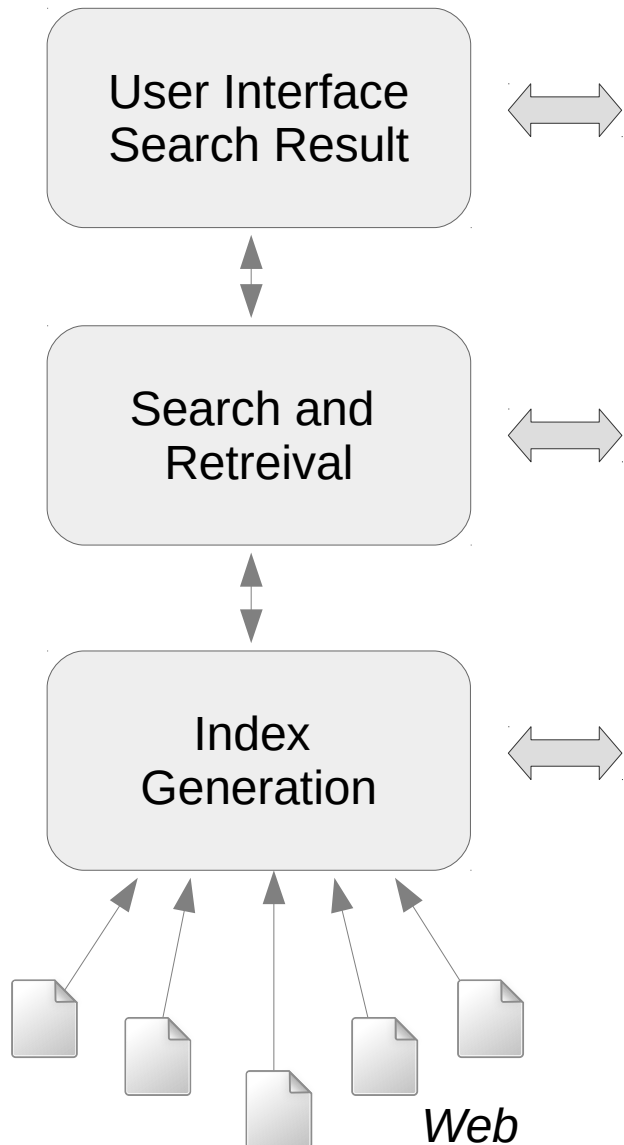 User Interface
Search Result
Search and
Retreival
Index
Generation
Web